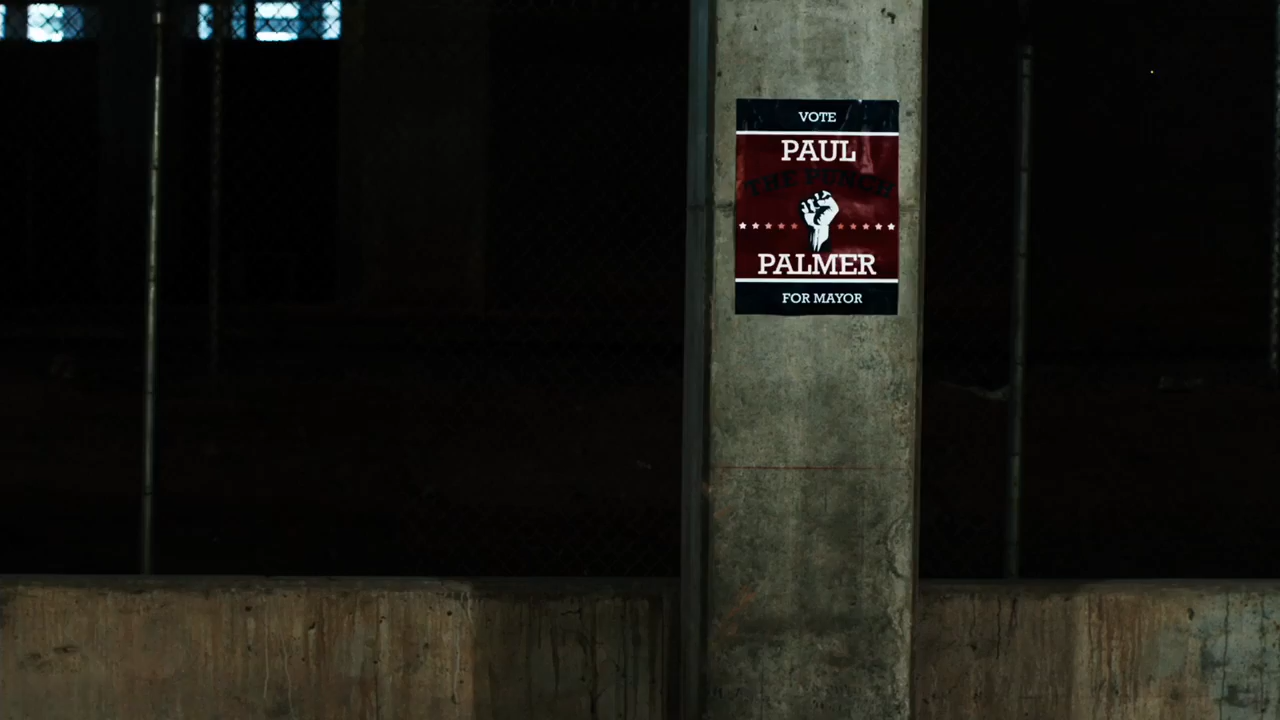 VOTE
PAUL
THE PUNCH
PALMER
FOR MAYOR